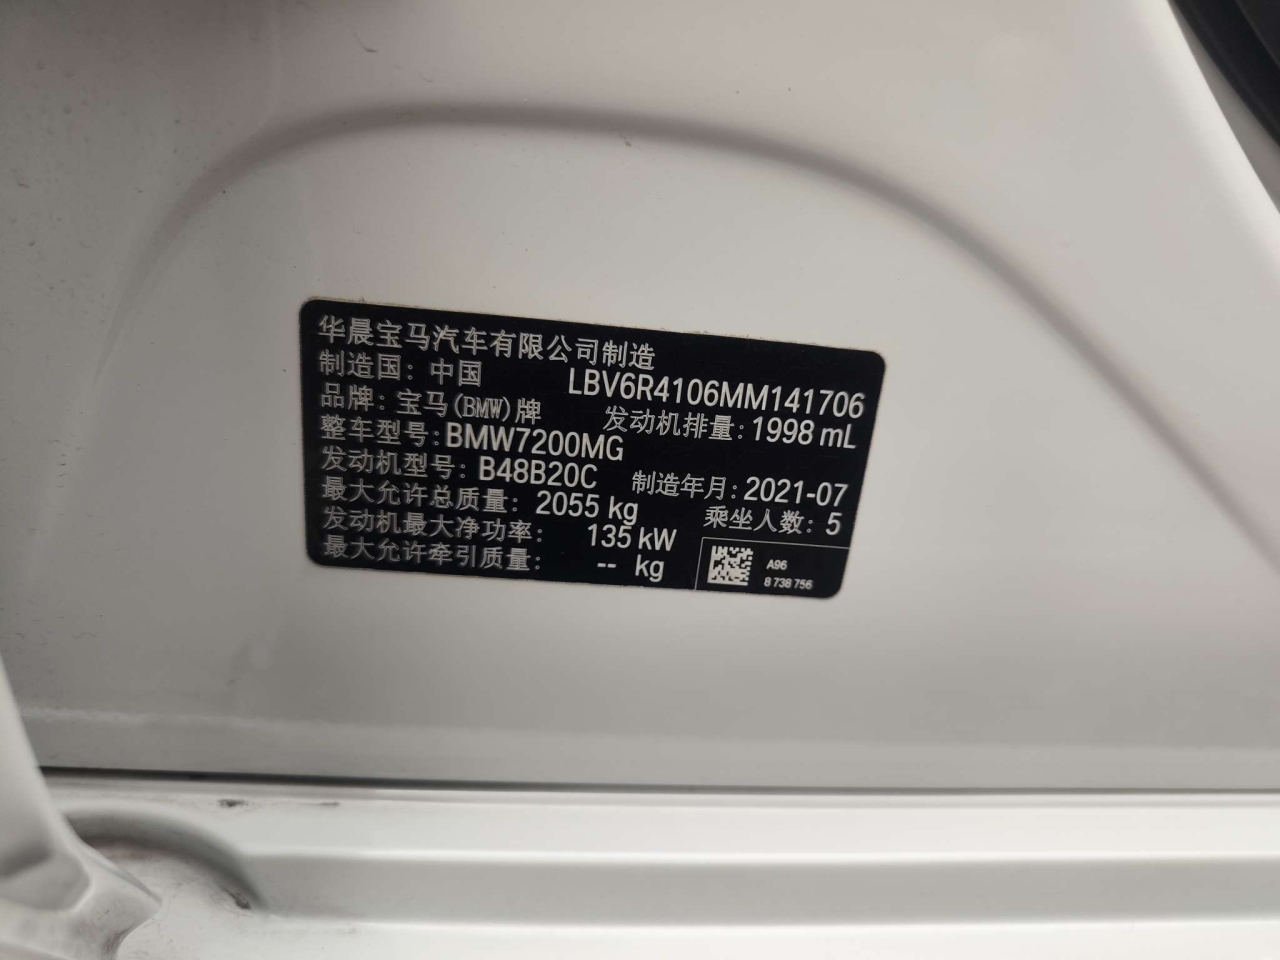 华晨宝马汽车有限公司制造
制造国：中国 LBV6R4106MM141706
品牌：宝马(BMW)牌 发动机排量：1998 mL
整车型号：BMW7200MG
发动机型号：B48B20C 制造年月：2021-07
最大允许总质量：2055 kg 乘坐人数：5
发动机最大净功率：135 kW
最大允许牵引质量：-- kg
A96
8 738 756